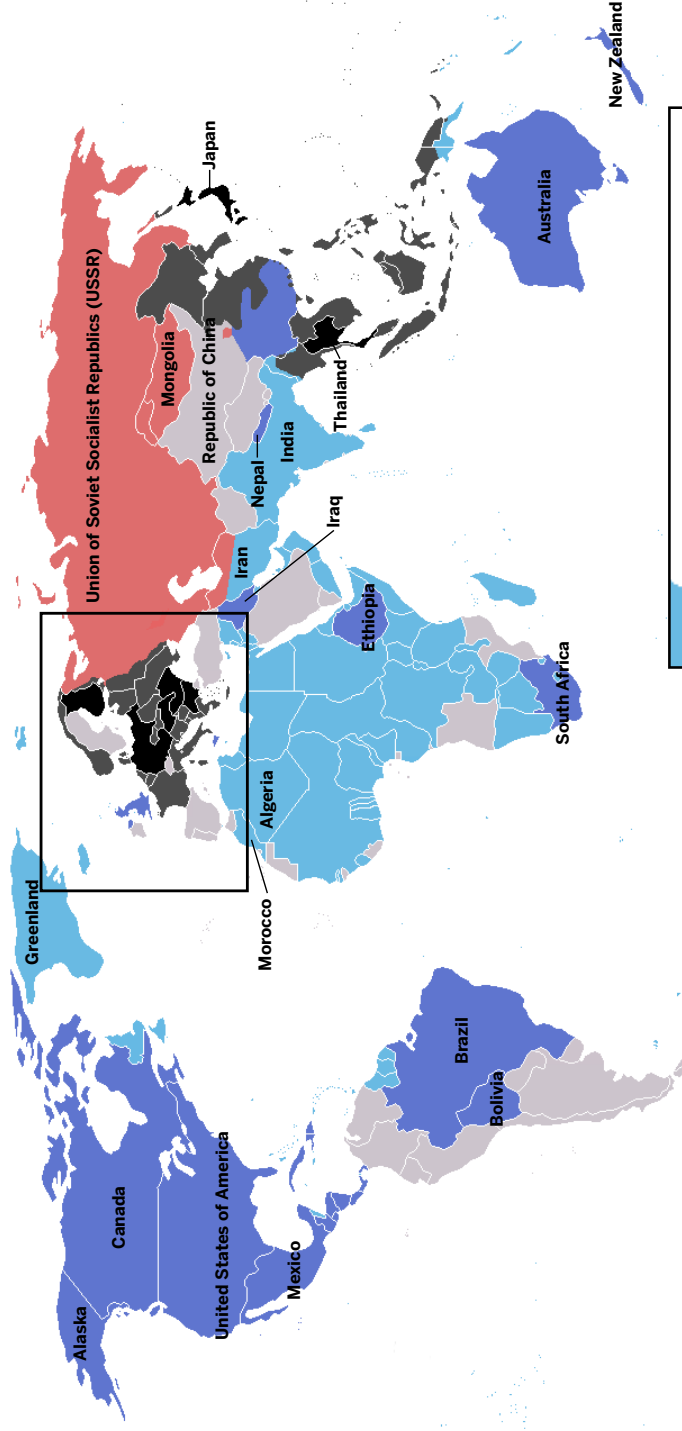 Alaska
Canada
United States of America
Mexico
Greenland
Brazil
Bolivia
Morocco
Algeria
Ethiopia
South Africa
Iraq
Iran
Union of Soviet Socialist Republics (USSR)
Mongolia
Republic of China
Nepal
India
Thailand
Japan
Australia
New Zealand